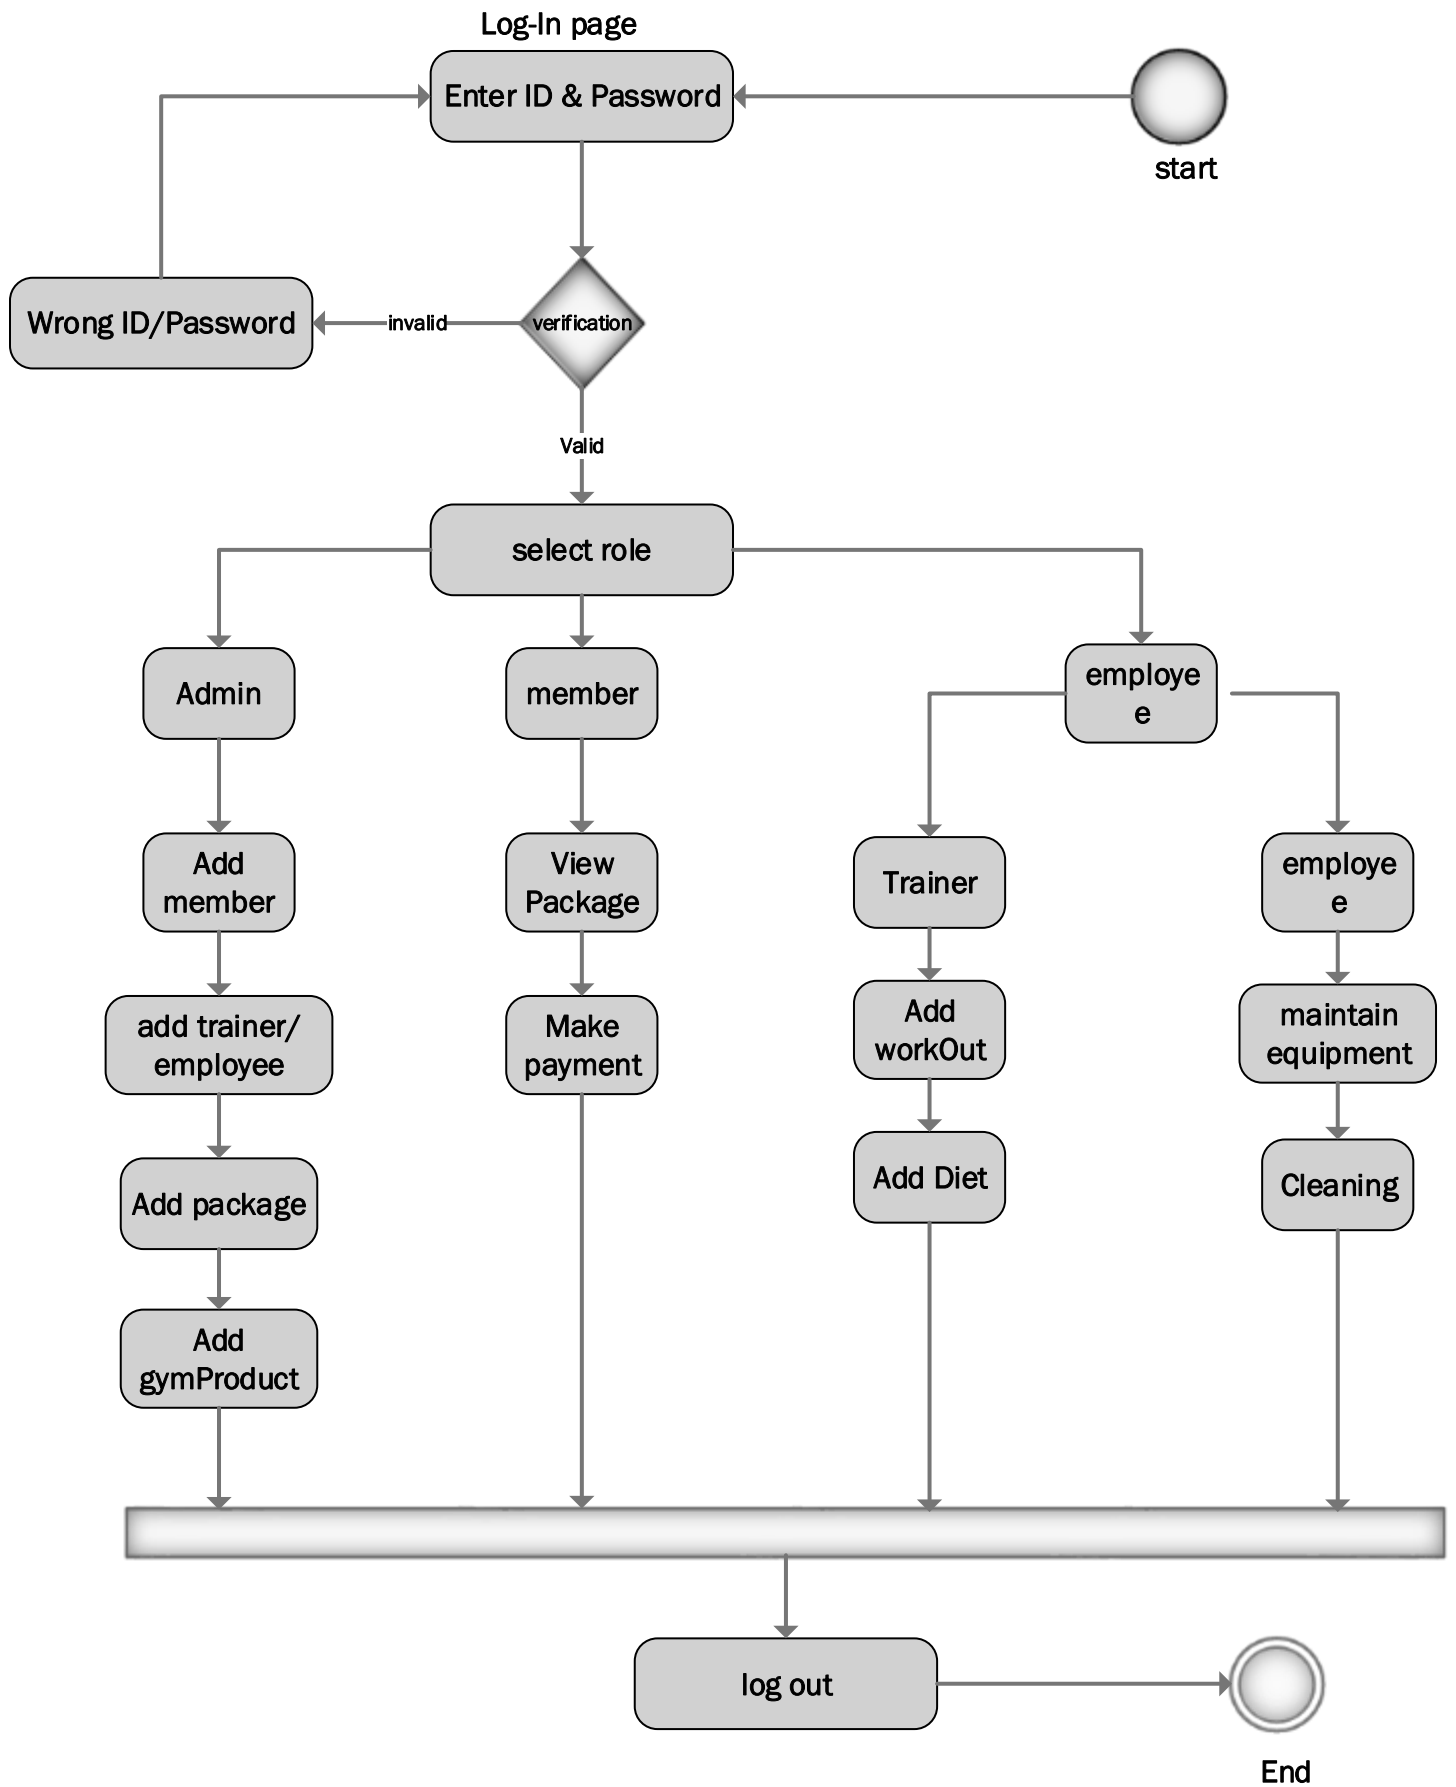 Log-In page
Enter ID & Password
start
Wrong ID/Password
invalid
verification
Valid
select role
Admin
member
employe
e
Add
member
View
Package
Trainer
employe
e
add trainer/
employee
Make
payment
Add
workOut
maintain
equipment
Add package
Add Diet
Cleaning
Add
gymProduct
log out
End